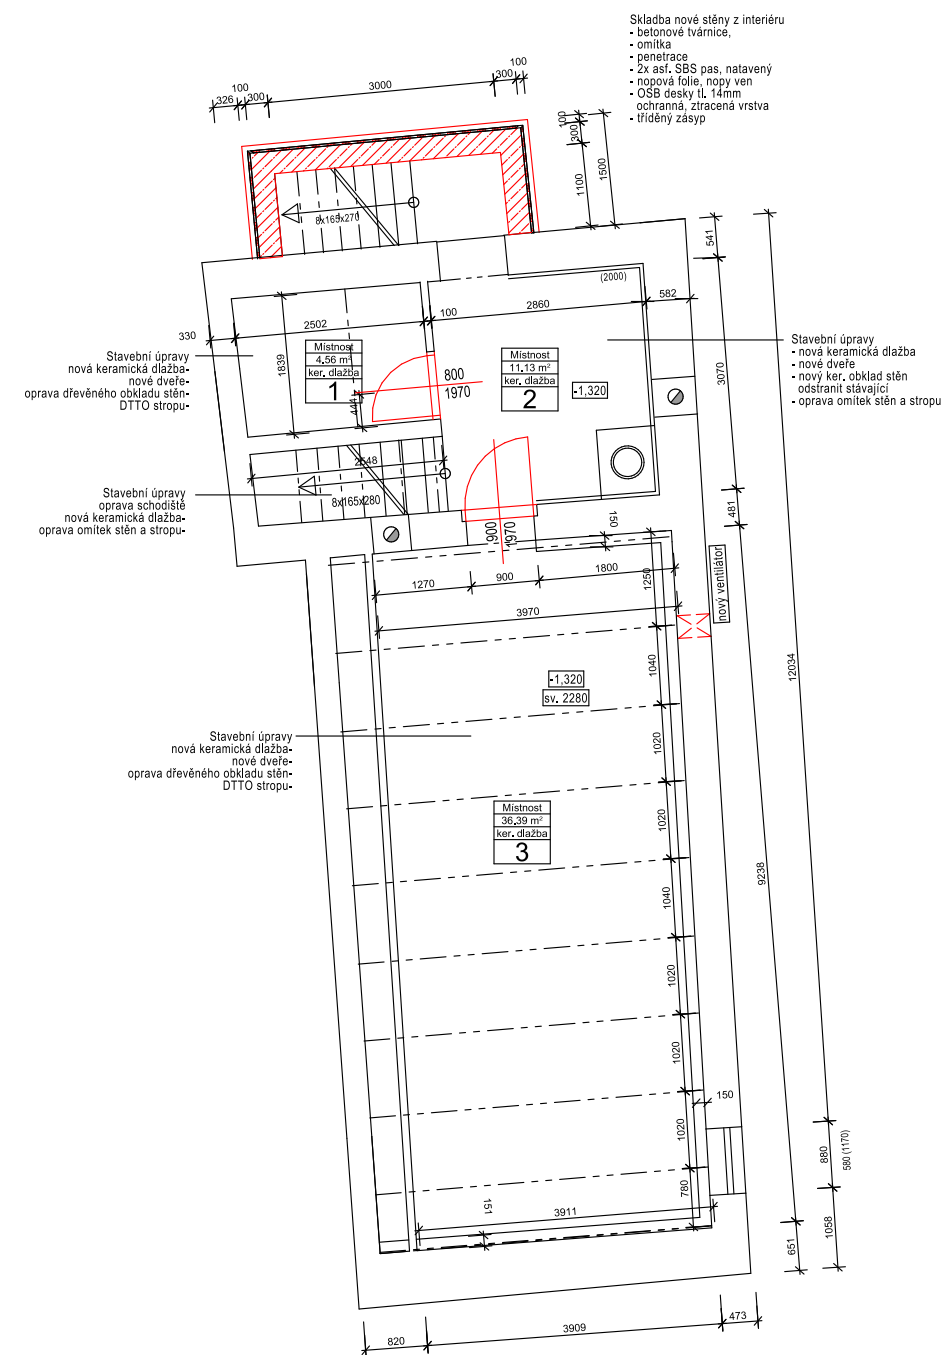 Skladba nové stěny z interiéru
- betonové tvárnice,
- omítka
- penetrace
- 2x asf. SBS pas, natavený
- nopová folie, nopy ven
- OSB desky tl. 14mm
ochranná, ztracená vrstva
- tříděný zásyp
100
326
300
3000
300
100
100
300
1100
1500
8x165x270
541
(2000)
330
2502
100
2860
582
Stavební úpravy
nová keramická dlažba-
nové dveře-
oprava dřevěného obkladu stěn-
DTTO stropu-
1839
Místnost
4.56 m²
ker. dlažba
1
444
800
1970
Místnost
11.13 m²
ker. dlažba
2
-1,320
Stavební úpravy
- nová keramická dlažba
- nové dveře
- nový ker. obklad stěn
odstranit stávající
- oprava omítek stěn a stropu
3070
2548
8x165x280
Stavební úpravy
oprava schodiště
nová keramická dlažba-
oprava omítek stěn a stropu-
481
900
1970
150
nový ventilátor
1270
900
1800
1250
3970
1040
12034
-1,320
sv. 2280
Stavební úpravy
nová keramická dlažba-
nové dveře-
oprava dřevěného obkladu stěn-
DTTO stropu-
1020
1020
Místnost
36.39 m²
ker. dlažba
3
9238
1040
1020
1020
1020
150
880
580 (1170)
780
151
3911
651
1058
820
3909
473